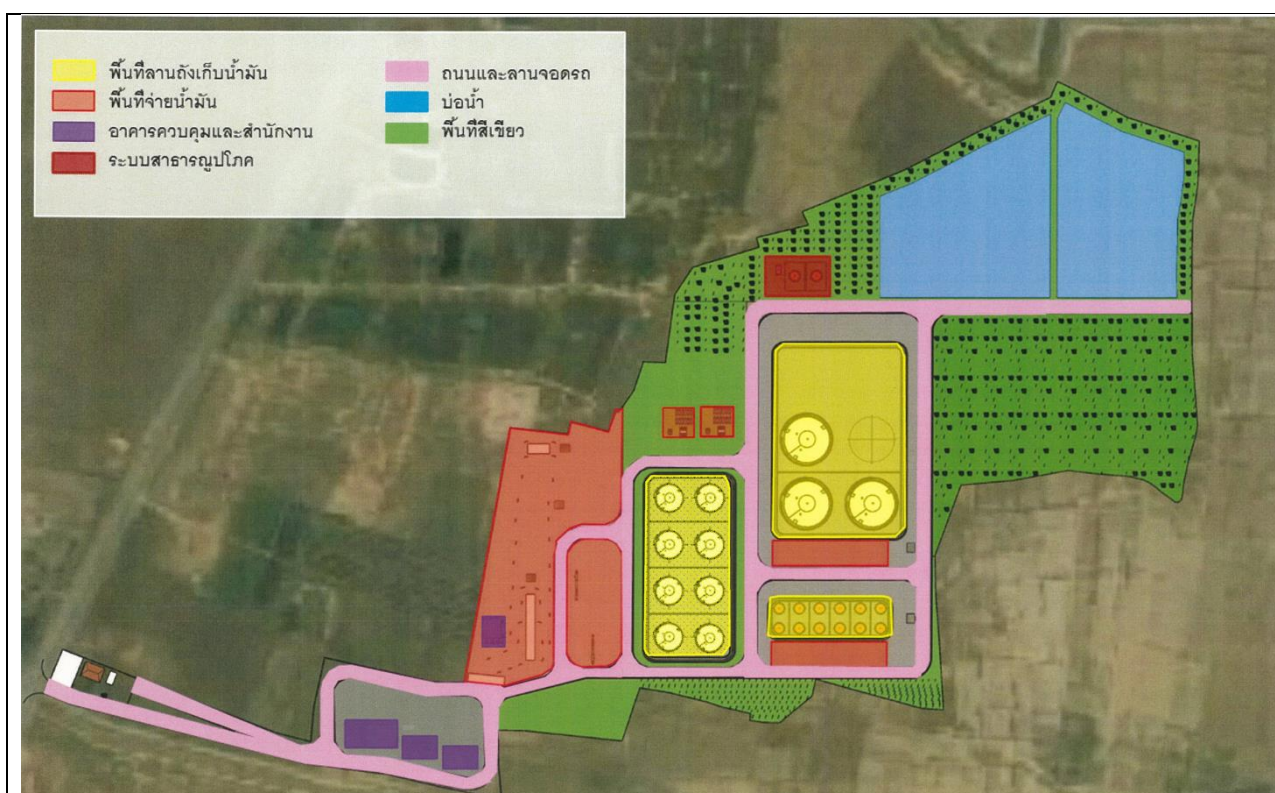 พื้นที่ลานถังเก็บน้ำมัน
พื้นที่จ่ายน้ำมัน
อาคารควบคุมและสำนักงาน
ระบบสาธารณูปโภค
ถนนและลานจอดรถ
บ่อน้ำ
พื้นที่สีเขียว